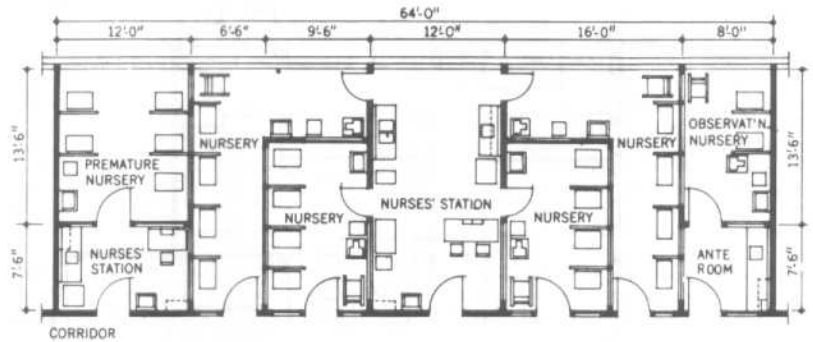 64'-0"
12'-0"
6'-6"
9'-6"
12'-0"
16'-0"
8'-0"
13'-6"
7'-6"
PREMATURE
NURSERY
NURSES'
STATION
NURSERY
NURSERY
NURSES' STATION
NURSERY
NURSERY
OBSERVAT'N.
NURSERY
ANTE
ROOM
13'-6"
7'-6"
CORRIDOR